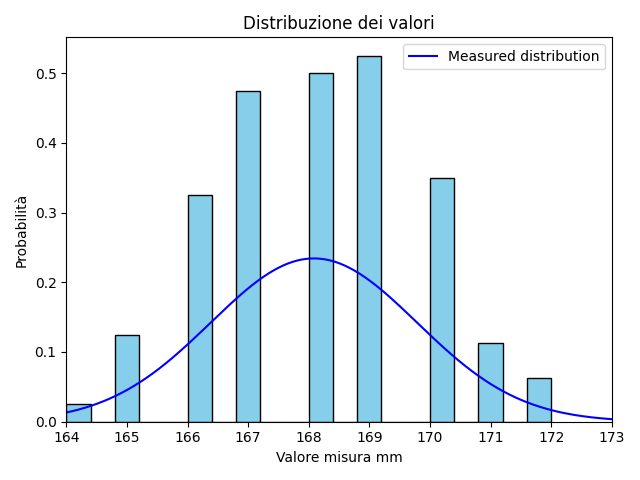 Distribuzione dei valori
Measured distribution
Probabilità
0.5
0.4
0.3
0.2
0.1
0.0
164 165 166 167 168 169 170 171 172 173
Valore misura mm